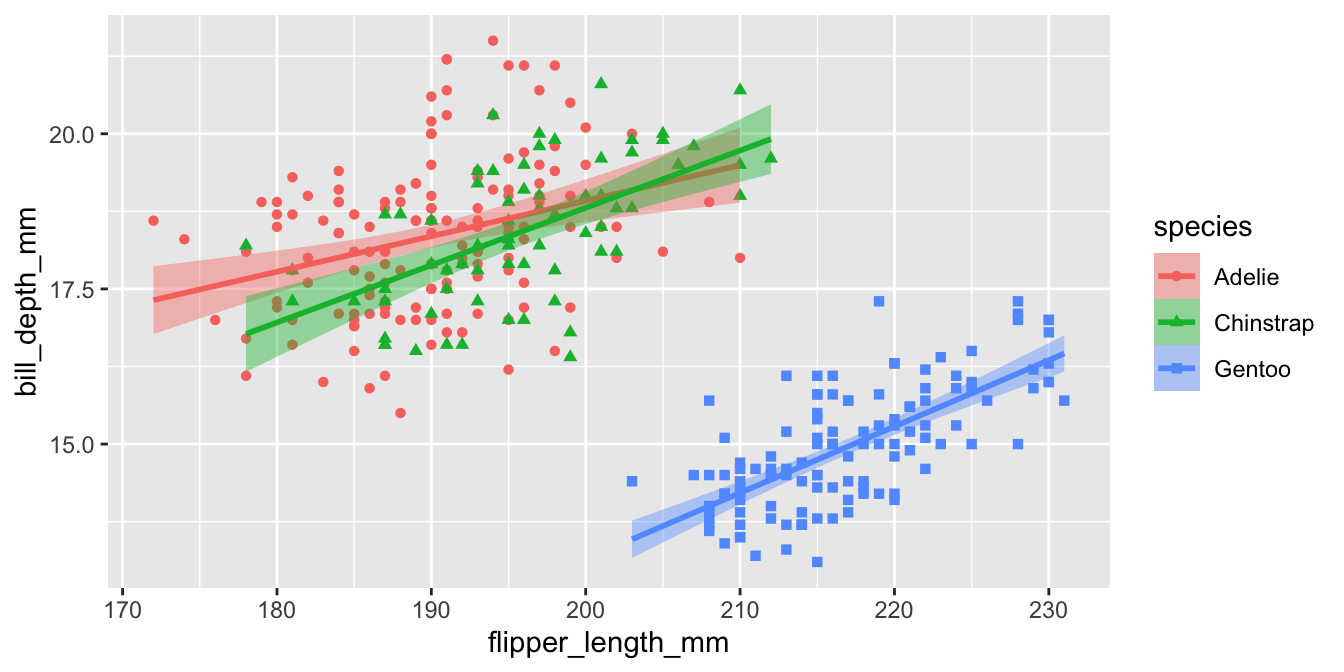 20.0
17.5
15.0
bill_depth_mm
170 180 190 200 210 220 230
flipper_length_mm
species
Adelie
Chinstrap
Gentoo